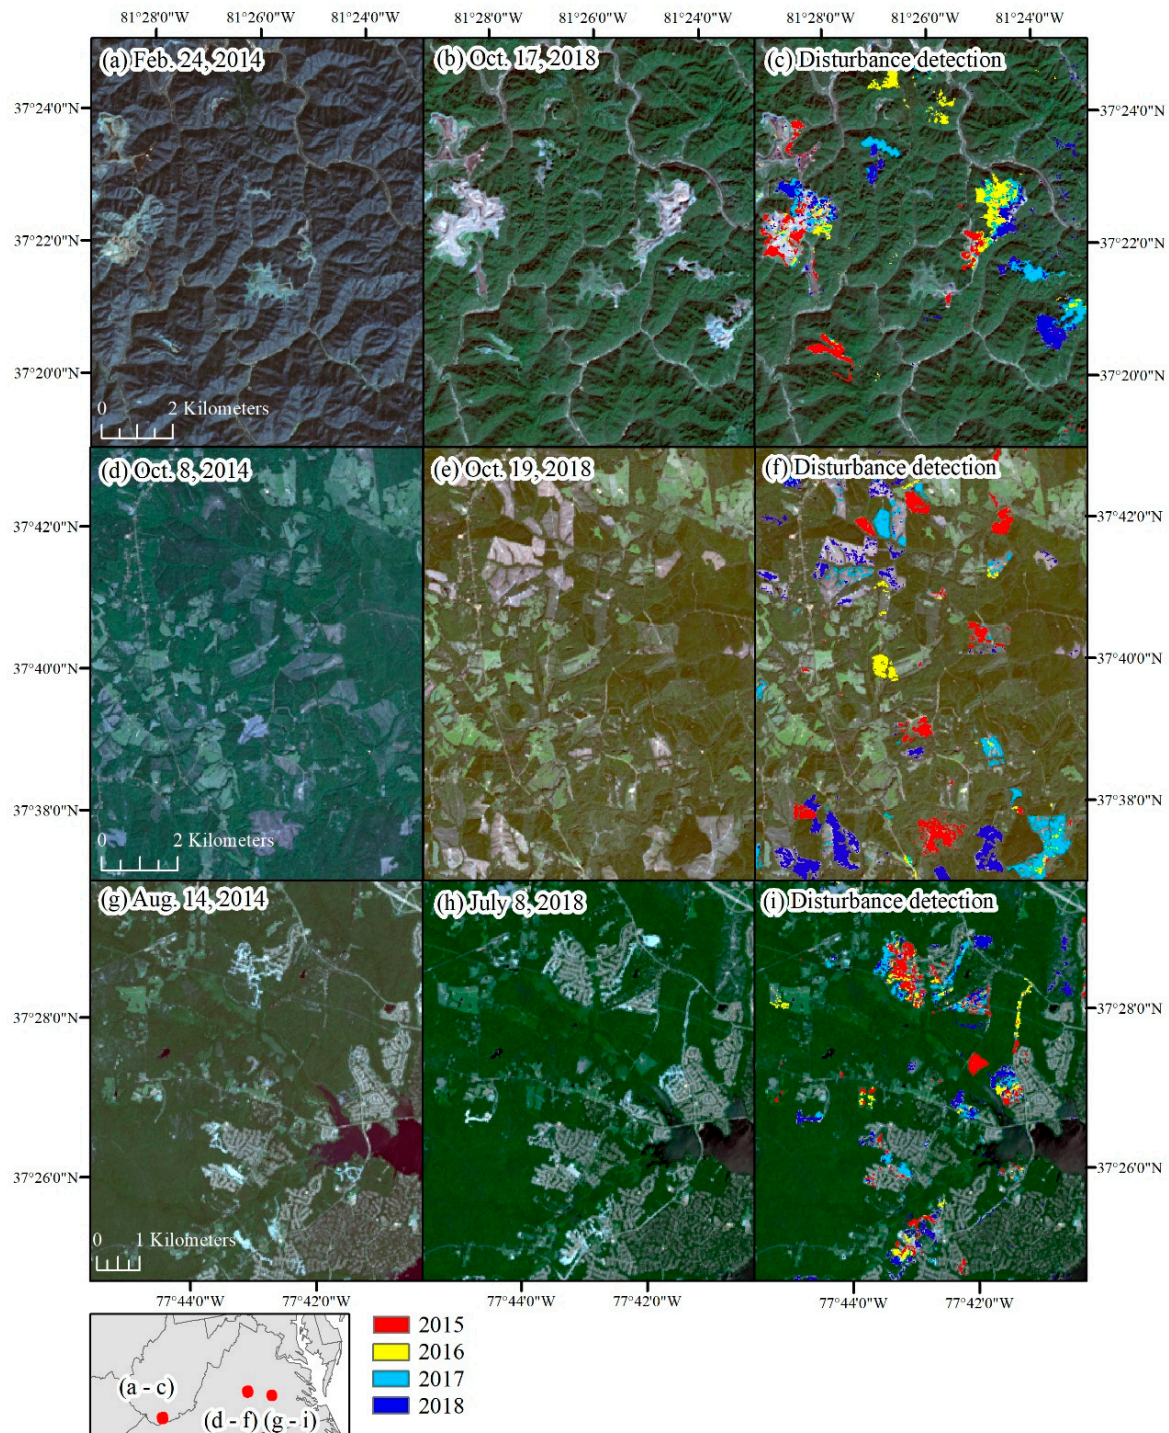 81°28'0"W 81°26'0"W 81°24'0"W 81°28'0"W 81°26'0"W 81°24'0"W 81°28'0"W 81°26'0"W 81°24'0"W
(a) Feb. 24, 2014 (b) Oct. 17, 2018 (c) Disturbance detection
37°24'0"N 37°24'0"N
37°22'0"N 37°22'0"N
37°20'0"N 37°20'0"N
0 2 Kilometers
(d) Oct. 8, 2014 (e) Oct. 19, 2018 (f) Disturbance detection
37°42'0"N 37°42'0"N
37°40'0"N 37°40'0"N
37°38'0"N 37°38'0"N
0 2 Kilometers
(g) Aug. 14, 2014 (h) July 8, 2018 (i) Disturbance detection
37°28'0"N 37°28'0"N
37°26'0"N 37°26'0"N
0 1 Kilometers
77°44'0"W 77°42'0"W 77°44'0"W 77°42'0"W 77°44'0"W 77°42'0"W
(a - c)
(d - f) (g - i)
2015
2016
2017
2018